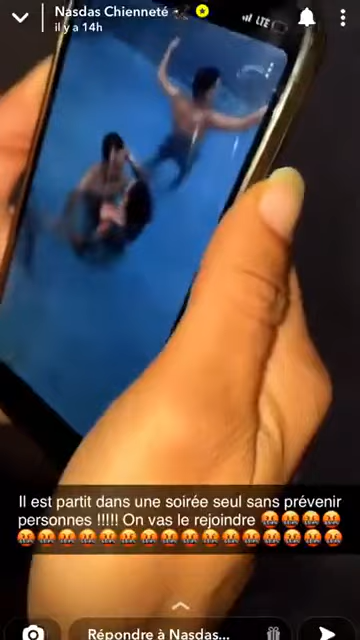 Nasdas Chienneté
il y a 14h
LTE
Il est partit dans une soirée seul sans prévenir
personnes !!!!! On vas le rejoindre 🤬🤬🤬🤬
🤬🤬🤬🤬🤬🤬🤬🤬🤬🤬🤬🤬🤬🤬🤬🤬
Répondre à Nasdas...